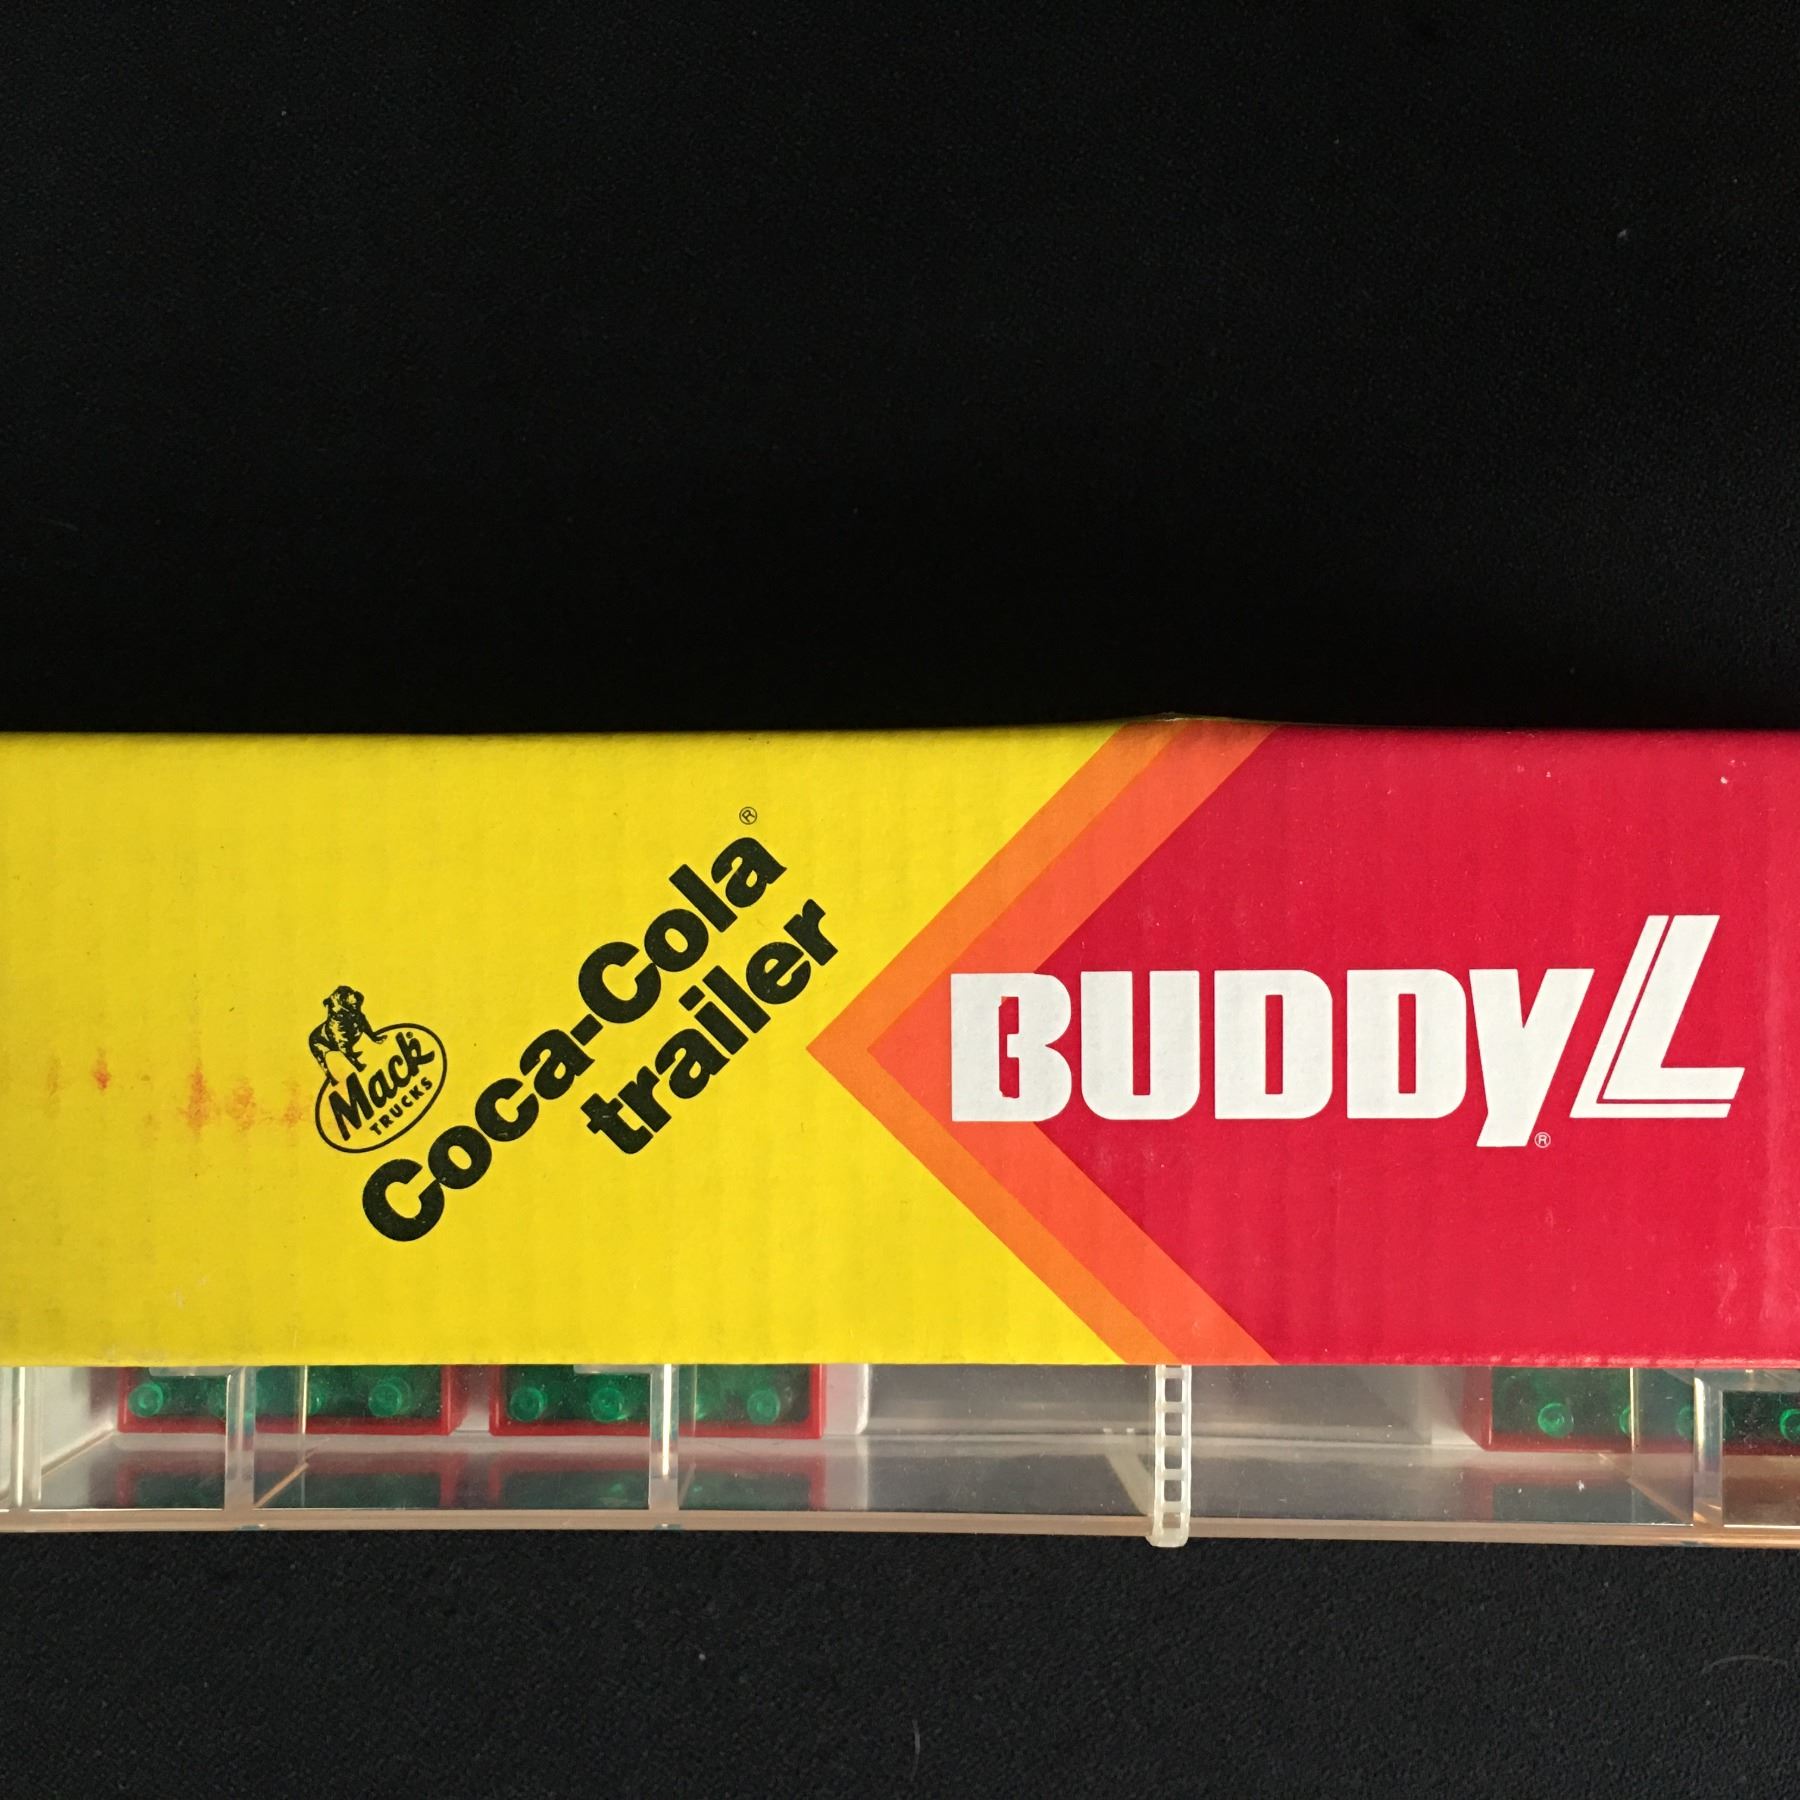 Mack®
TRUCKS
Coca-Cola®
trailer
BUDDY L®